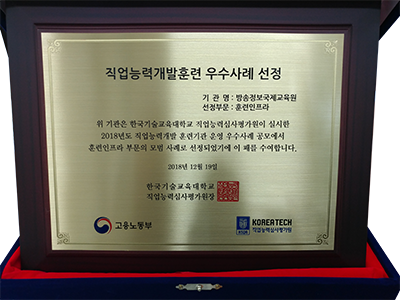 직업능력개발훈련 우수사례 선정
기 관 명 : 방송정보국제교육원
선정부문 : 훈련인프라
위 기관은 한국기술교육대학교 직업능력심사평가원이 실시한
2018년도 직업능력개발 훈련기관 운영 우수사례 공모에서
훈련인프라 부문의 모범 사례로 선정되었기에 이 패를 수여합니다.
2018년 12월 19일
한국기술교육대학교
직업능력심사평가원장
고용노동부
KOREATECH
직업능력심사평가원